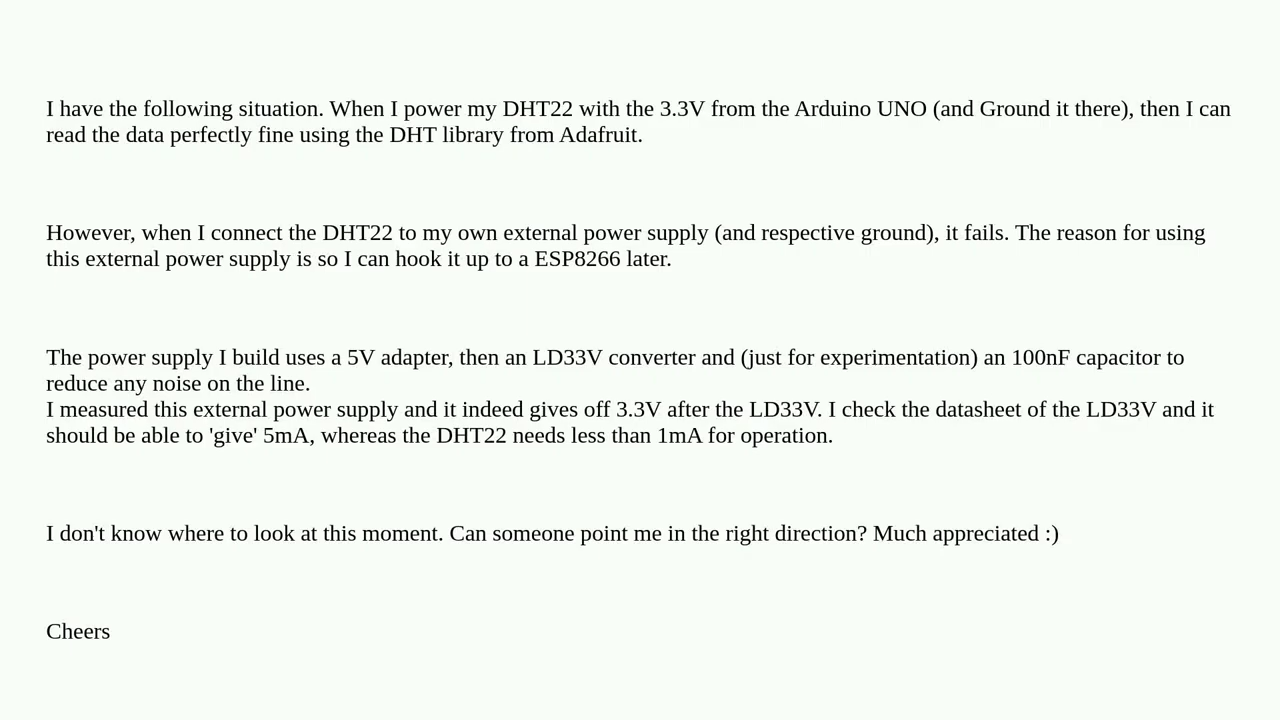 I have the following situation. When I power my DHT22 with the 3.3V from the Arduino UNO (and Ground it there), then I can
read the data perfectly fine using the DHT library from Adafruit.
However, when I connect the DHT22 to my own external power supply (and respective ground), it fails. The reason for using
this external power supply is so I can hook it up to a ESP8266 later.
The power supply I build uses a 5V adapter, then an LD33V converter and (just for experimentation) an 100nF capacitor to
reduce any noise on the line.
I measured this external power supply and it indeed gives off 3.3V after the LD33V. I check the datasheet of the LD33V and it
should be able to 'give' 5mA, whereas the DHT22 needs less than 1mA for operation.
I don't know where to look at this moment. Can someone point me in the right direction? Much appreciated :)
Cheers